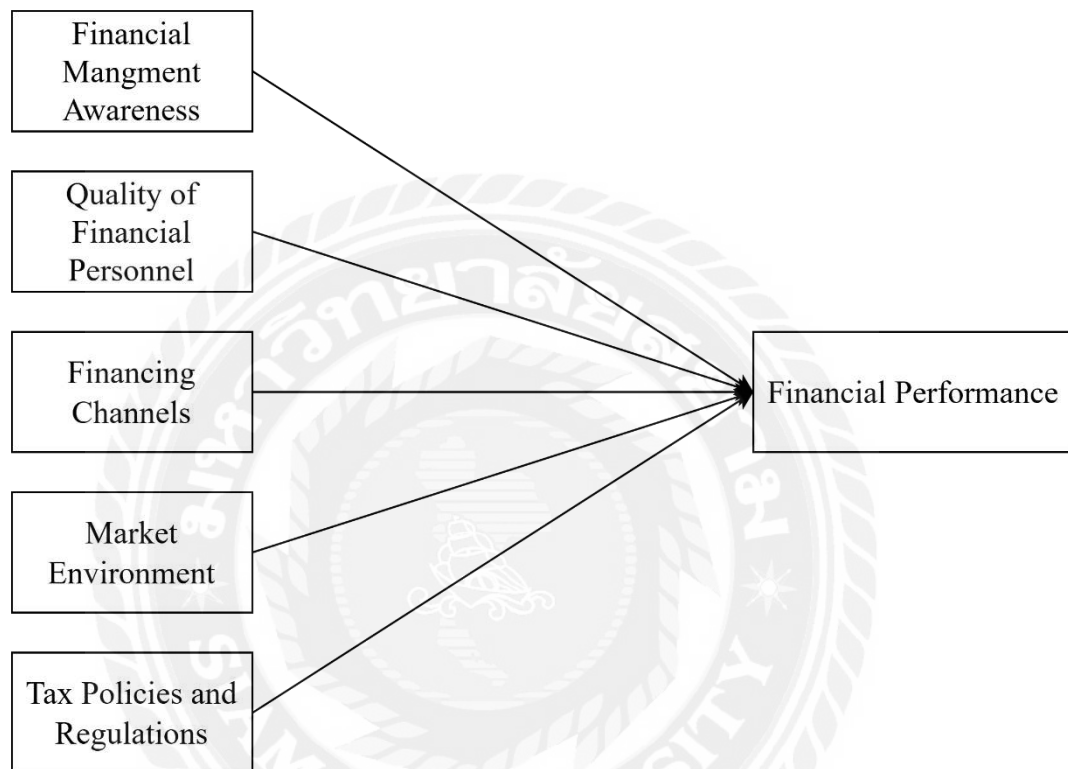 Financial
Mangment
Awareness
Quality of
Financial
Personnel
Financing
Channels
Financial Performance
Market
Environment
Tax Policies and
Regulations